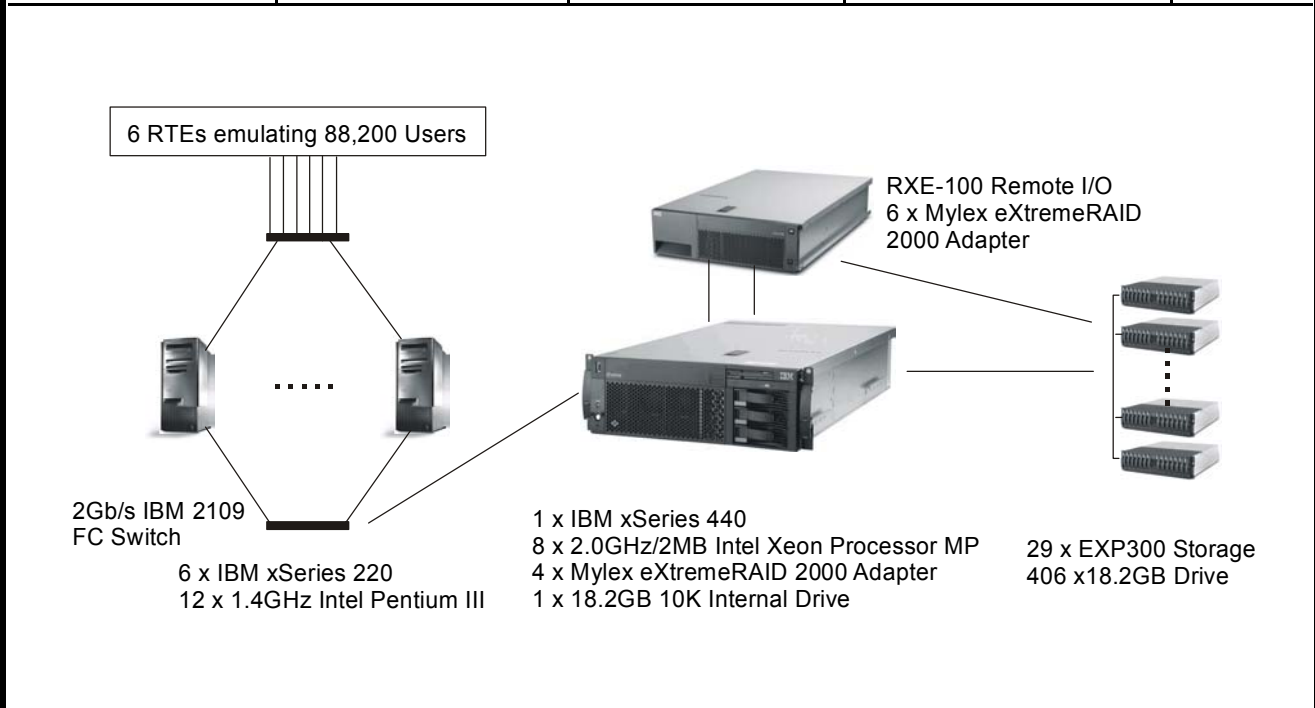 6 RTEs emulating 88,200 Users
RXE-100 Remote I/O
6 x Mylex eXtremeRAID
2000 Adapter
IBM
2Gb/s IBM 2109
FC Switch
6 x IBM xSeries 220
12 x 1.4GHz Intel Pentium III
1 x IBM xSeries 440
8 x 2.0GHz/2MB Intel Xeon Processor MP
4 x Mylex eXtremeRAID 2000 Adapter
1 x 18.2GB 10K Internal Drive
29 x EXP300 Storage
406 x18.2GB Drive